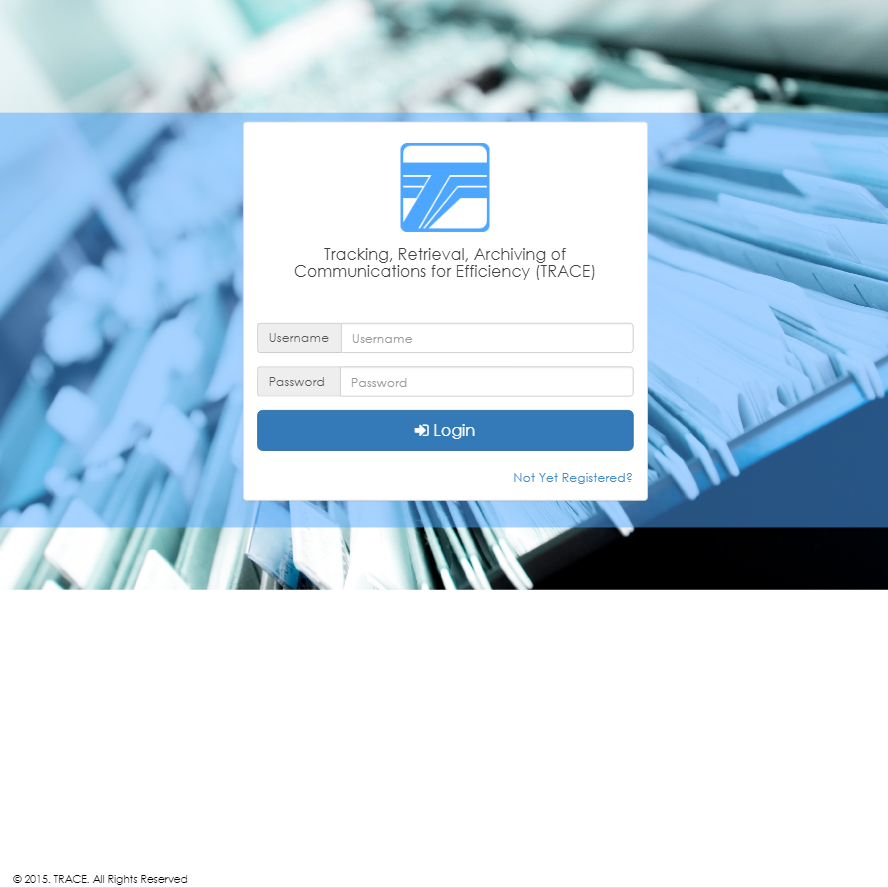 Tracking, Retrieval, Archiving of
Communications for Efficiency (TRACE)
Username Username
Password Password
Login
Not Yet Registered?
© 2015. TRACE. All Rights Reserved